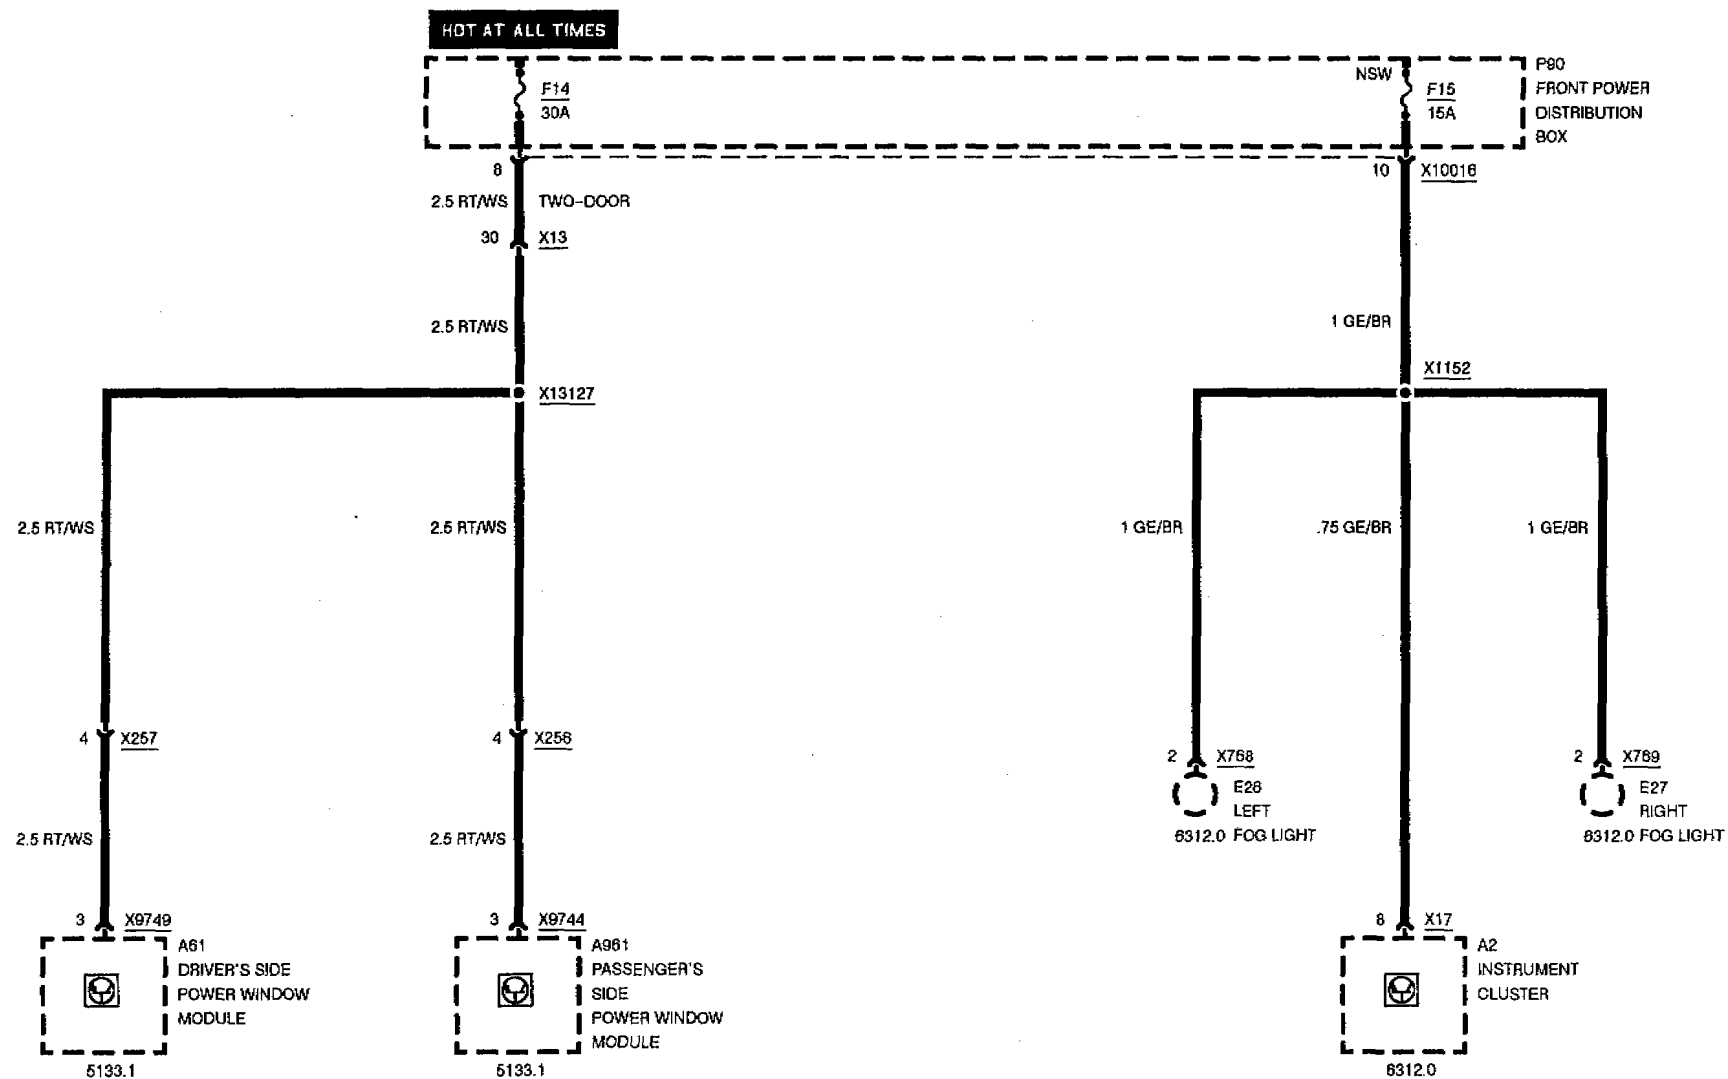 HOT AT ALL TIMES
F14
30A
NSW
F15
15A
P90
FRONT POWER
DISTRIBUTION
BOX
8
10
X10016
2.5 RT/WS
TWO-DOOR
30
X13
2.5 RT/WS
1 GE/BR
X1152
X13127
2.5 RT/WS
2.5 RT/WS
1 GE/BR
.75 GE/BR
1 GE/BR
4
X257
4
X256
2
X768
E28
LEFT
6312.0 FOG LIGHT
2
X769
E27
RIGHT
6312.0 FOG LIGHT
2.5 RT/WS
2.5 RT/WS
3
X9749
A61
DRIVER'S SIDE
POWER WINDOW
MODULE
5133.1
3
X9744
A961
PASSENGER'S
SIDE
POWER WINDOW
MODULE
5133.1
8
X17
A2
INSTRUMENT
CLUSTER
6312.0